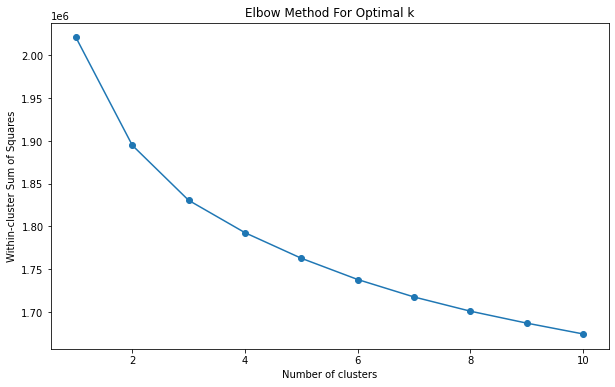 Elbow Method For Optimal k
1e6
2.00
1.95
1.90
1.85
1.80
1.75
1.70
Within-cluster Sum of Squares
2 4 6 8 10
Number of clusters